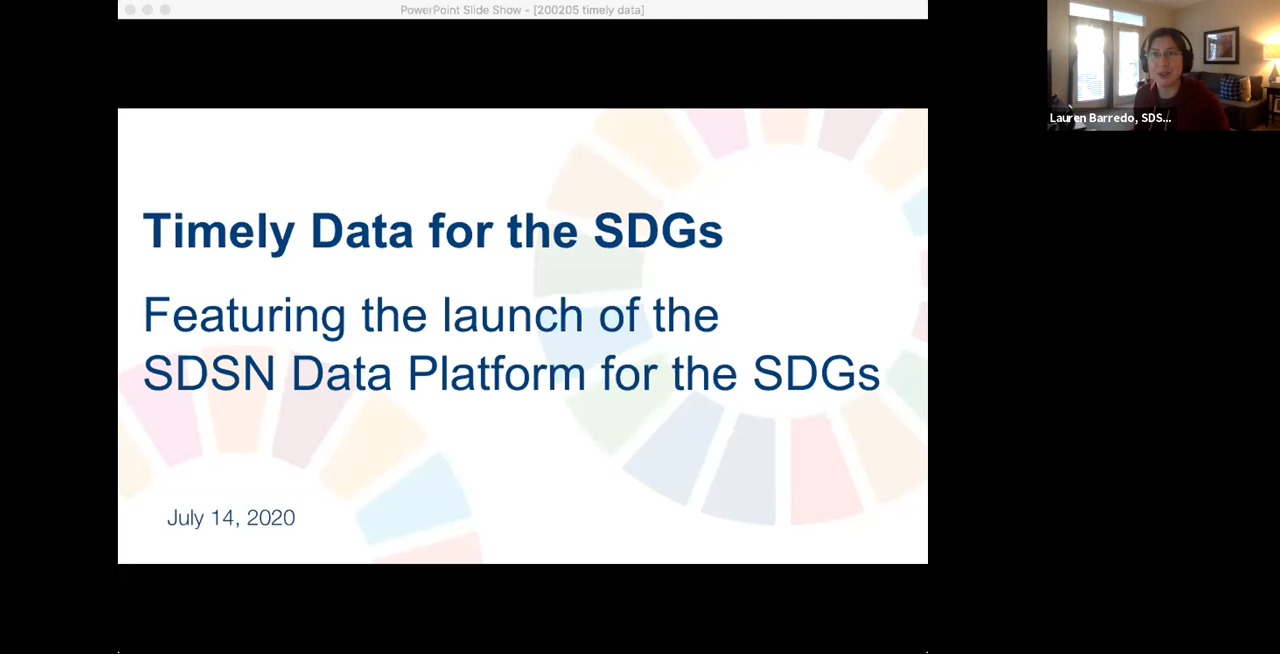 PowerPoint Slide Show - [200205 timely data]
Lauren Barredo, SDS...
Timely Data for the SDGs
Featuring the launch of the
SDSN Data Platform for the SDGs
July 14, 2020